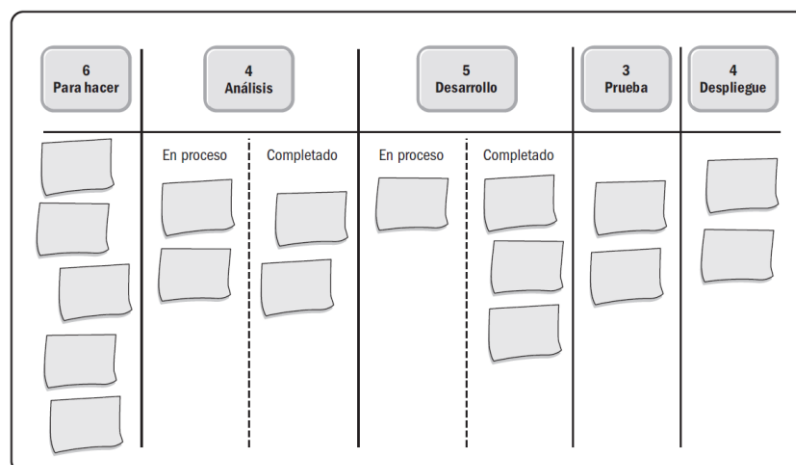 6
Para hacer
4
Análisis
5
Desarrollo
3
Prueba
4
Despliegue
En proceso
Completado
En proceso
Completado